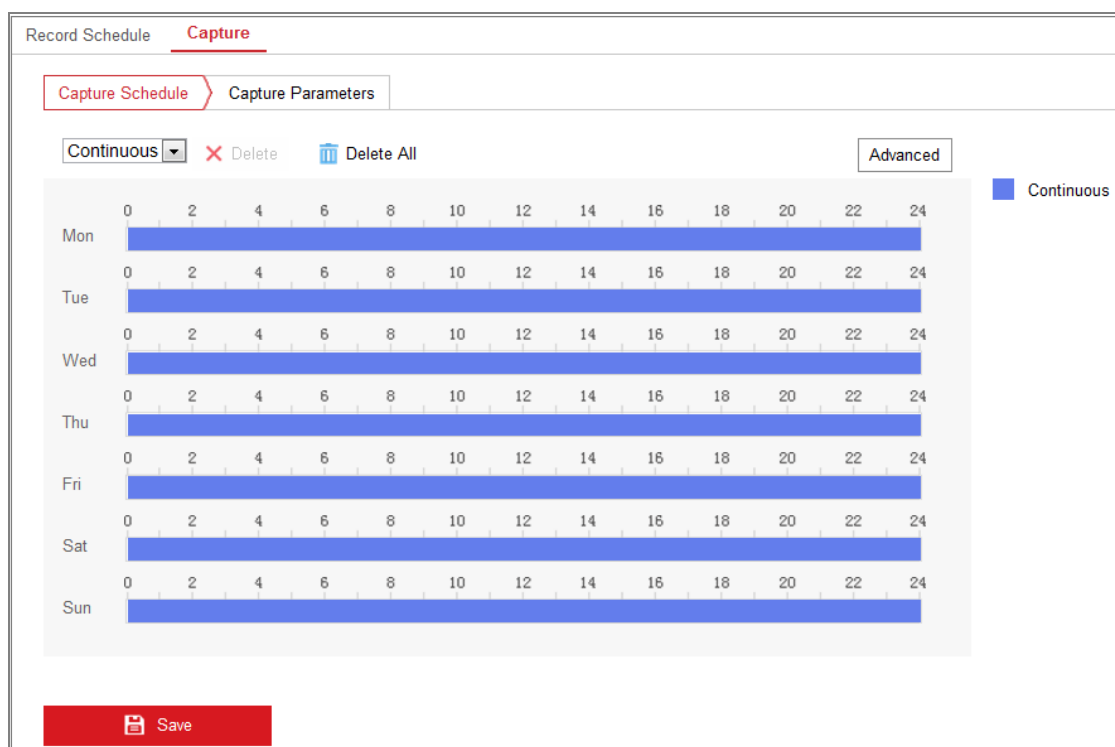 Record Schedule Capture
Capture Schedule Capture Parameters
Continuous Delete Delete All Advanced
Continuous
0 2 4 6 8 10 12 14 16 18 20 22 24
Mon
0 2 4 6 8 10 12 14 16 18 20 22 24
Tue
0 2 4 6 8 10 12 14 16 18 20 22 24
Wed
0 2 4 6 8 10 12 14 16 18 20 22 24
Thu
0 2 4 6 8 10 12 14 16 18 20 22 24
Fri
0 2 4 6 8 10 12 14 16 18 20 22 24
Sat
0 2 4 6 8 10 12 14 16 18 20 22 24
Sun
Save